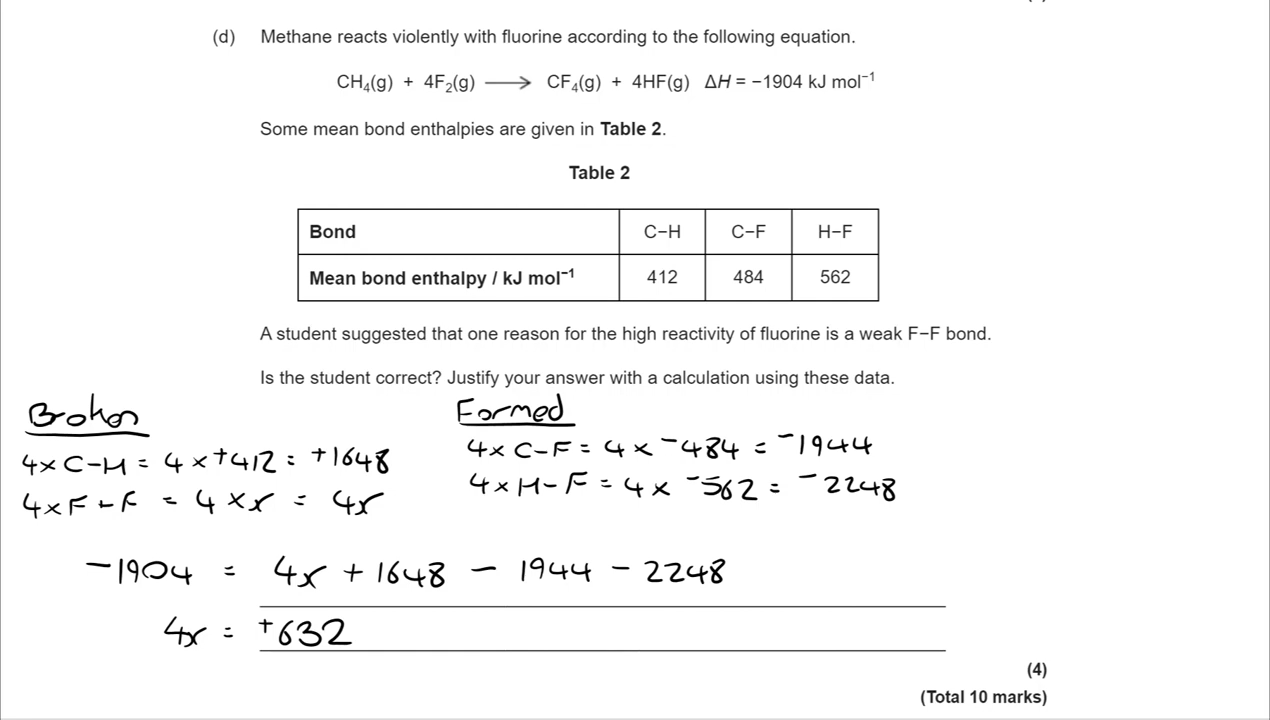 (d) Methane reacts violently with fluorine according to the following equation.
CH₄(g) + 4F₂(g) ⟶ CF₄(g) + 4HF(g) ΔH = −1904 kJ mol⁻¹
Some mean bond enthalpies are given in Table 2.
Table 2
Bond C−H C−F H−F
Mean bond enthalpy / kJ mol⁻¹ 412 484 562
A student suggested that one reason for the high reactivity of fluorine is a weak F−F bond.
Is the student correct? Justify your answer with a calculation using these data.
Broken Formed
4x C-H = 4 x +412 = +1648 4x C-F = 4 x -484 = -1944
4x F-F = 4 x x = 4x 4 x H-F = 4 x -562 = -2248
-1904 = 4x + 1648 - 1944 - 2248
4x = +632
(4)
(Total 10 marks)